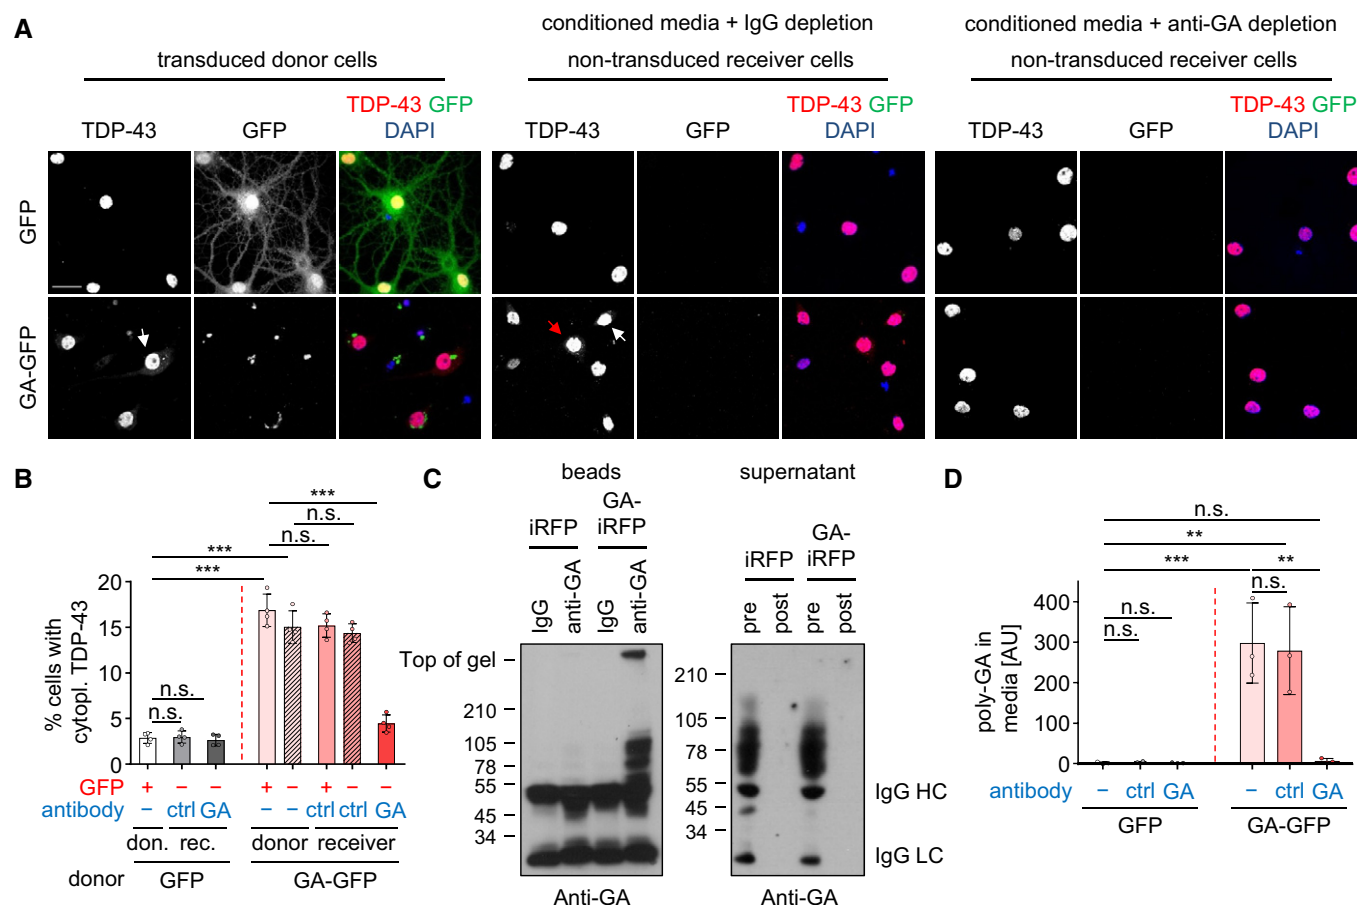 A
conditioned media + IgG depletion
conditioned media + anti-GA depletion
transduced donor cells
non-transduced receiver cells
non-transduced receiver cells
TDP-43 GFP
TDP-43 GFP
TDP-43 GFP
TDP-43
GFP
DAPI
TDP-43
GFP
DAPI
TDP-43
GFP
DAPI
GFP
GA-GFP
B
***
n.s.
n.s.
***
***
n.s.
n.s.
% cells with
cytopl. TDP-43
20
15
10
5
0
GFP + − − + − + − −
antibody − ctrl GA − − ctrl ctrl GA
don. rec. donor receiver
donor GFP GA-GFP
C
beads
supernatant
iRFP
GA-
iRFP
iRFP
GA-
iRFP
IgG
anti-GA
IgG
anti-GA
pre
post
pre
post
Top of gel
210
105
78
55
45
34
210
105
78
55
45
34
IgG HC
IgG LC
Anti-GA
Anti-GA
D
n.s.
**
***
**
n.s.
n.s.
n.s.
poly-GA in
media [AU]
400
300
200
100
0
antibody − ctrl GA − ctrl GA
GFP GA-GFP